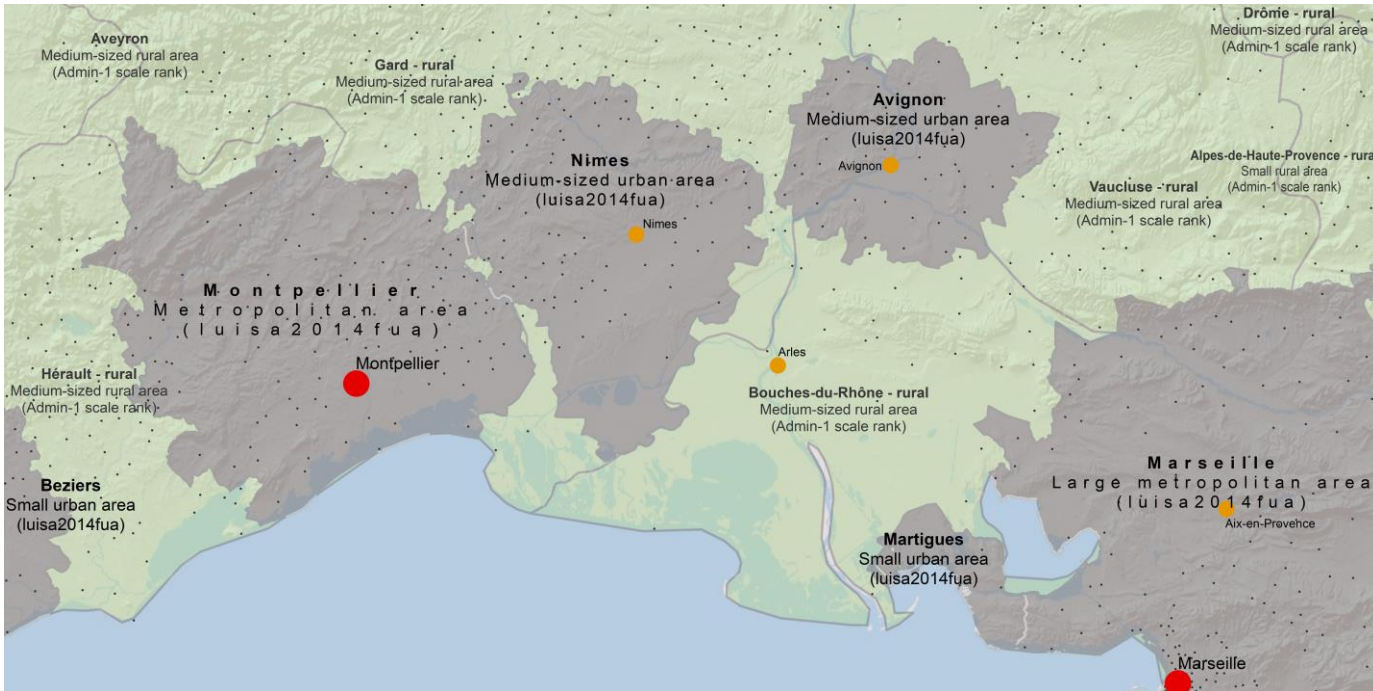 Aveyron
Medium-sized rural area
(Admin-1 scale rank)
Gard - rural
Medium-sized rural area
(Admin-1 scale rank)
Drôme - rural
Medium-sized rural area
(Admin-1 scale rank)
Avignon
Medium-sized urban area
(luisa2014fua)
Avignon
Nimes
Medium-sized urban area
(luisa2014fua)
Nimes
Alpes-de-Haute-Provence - rural
Small rural area
(Admin-1 scale rank)
Vaucluse - rural
Medium-sized rural area
(Admin-1 scale rank)
Montpellier
Metropolitan area
(luisa2014fua)
Montpellier
Arles
Hérault - rural
Medium-sized rural area
(Admin-1 scale rank)
Bouches-du-Rhône - rural
Medium-sized rural area
(Admin-1 scale rank)
Marseille
Large metropolitan area
(luisa2014fua)
Aix-en-Provence
Beziers
Small urban area
(luisa2014fua)
Martigues
Small urban area
(luisa2014fua)
Marseille